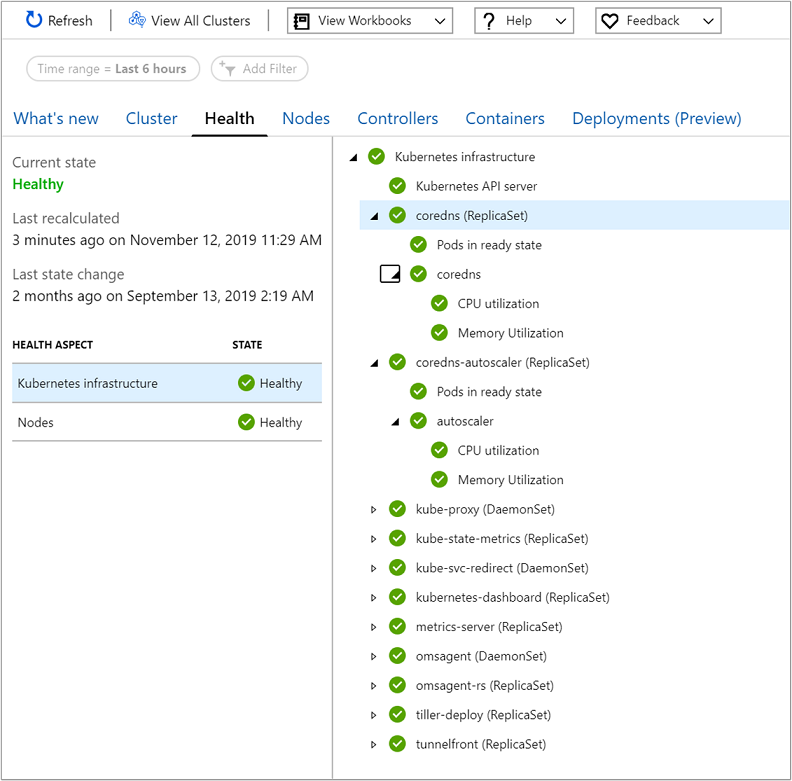 Refresh View All Clusters View Workbooks Help Feedback
Time range = Last 6 hours Add Filter
What's new Cluster Health Nodes Controllers Containers Deployments (Preview)
Current state
Healthy
Last recalculated
3 minutes ago on November 12, 2019 11:29 AM
Last state change
2 months ago on September 13, 2019 2:19 AM
HEALTH ASPECT STATE
Kubernetes infrastructure Healthy
Nodes Healthy
Kubernetes infrastructure
Kubernetes API server
coredns (ReplicaSet)
Pods in ready state
coredns
CPU utilization
Memory Utilization
coredns-autoscaler (ReplicaSet)
Pods in ready state
autoscaler
CPU utilization
Memory Utilization
kube-proxy (DaemonSet)
kube-state-metrics (ReplicaSet)
kube-svc-redirect (DaemonSet)
kubernetes-dashboard (ReplicaSet)
metrics-server (ReplicaSet)
omsagent (DaemonSet)
omsagent-rs (ReplicaSet)
tiller-deploy (ReplicaSet)
tunnelfront (ReplicaSet)